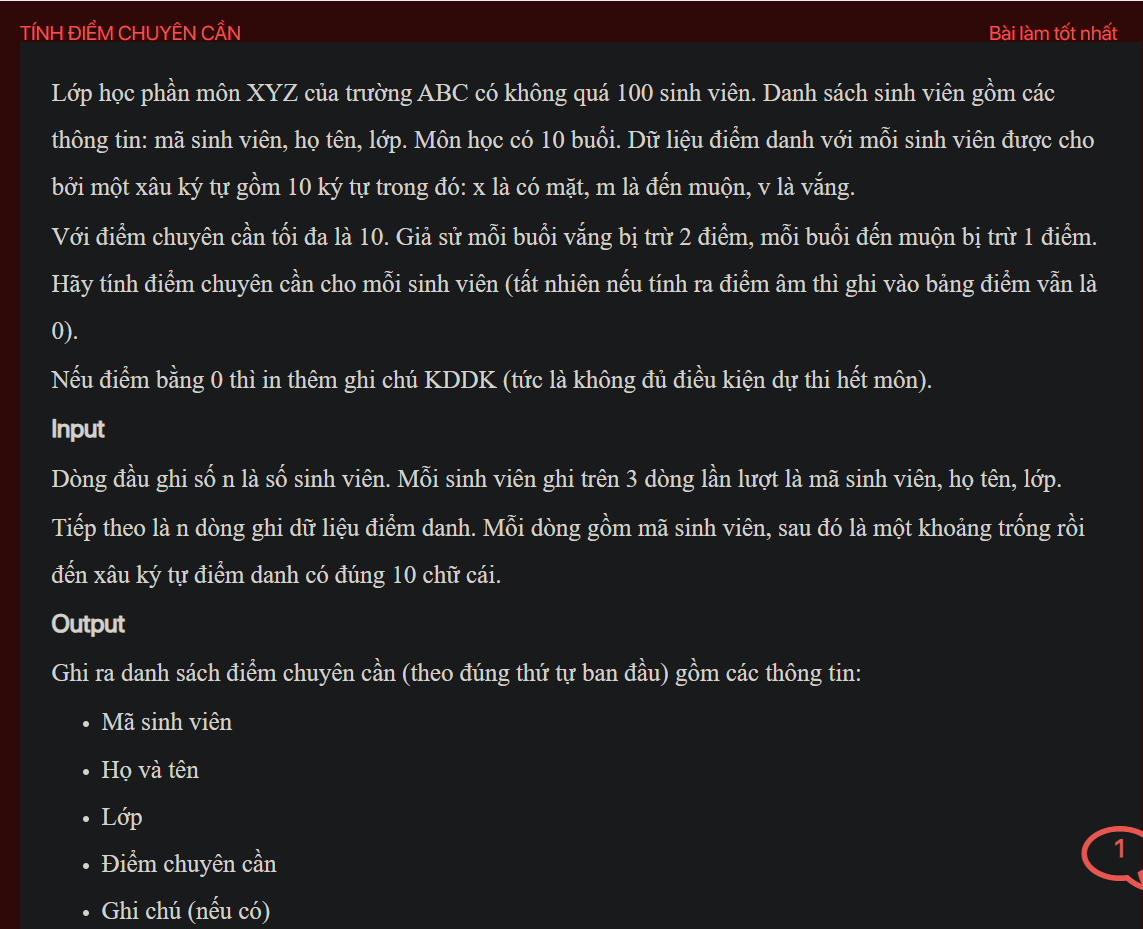 TÍNH ĐIỂM CHUYÊN CẦN
Bài làm tốt nhất
Lớp học phần môn XYZ của trường ABC có không quá 100 sinh viên. Danh sách sinh viên gồm các
thông tin: mã sinh viên, họ tên, lớp. Môn học có 10 buổi. Dữ liệu điểm danh với mỗi sinh viên được cho
bởi một xâu ký tự gồm 10 ký tự trong đó: x là có mặt, m là đến muộn, v là vắng.
Với điểm chuyên cần tối đa là 10. Giả sử mỗi buổi vắng bị trừ 2 điểm, mỗi buổi đến muộn bị trừ 1 điểm.
Hãy tính điểm chuyên cần cho mỗi sinh viên (tất nhiên nếu tính ra điểm âm thì ghi vào bảng điểm vẫn là
0).
Nếu điểm bằng 0 thì in thêm ghi chú KDDK (tức là không đủ điều kiện dự thi hết môn).
Input
Dòng đầu ghi số n là số sinh viên. Mỗi sinh viên ghi trên 3 dòng lần lượt là mã sinh viên, họ tên, lớp.
Tiếp theo là n dòng ghi dữ liệu điểm danh. Mỗi dòng gồm mã sinh viên, sau đó là một khoảng trống rồi
đến xâu ký tự điểm danh có đúng 10 chữ cái.
Output
Ghi ra danh sách điểm chuyên cần (theo đúng thứ tự ban đầu) gồm các thông tin:
• Mã sinh viên
• Họ và tên
• Lớp
• Điểm chuyên cần
• Ghi chú (nếu có)
1